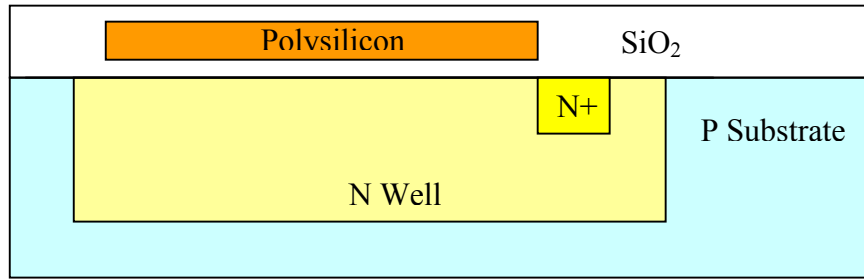 Polysilicon
SiO₂
N+
P Substrate
N Well